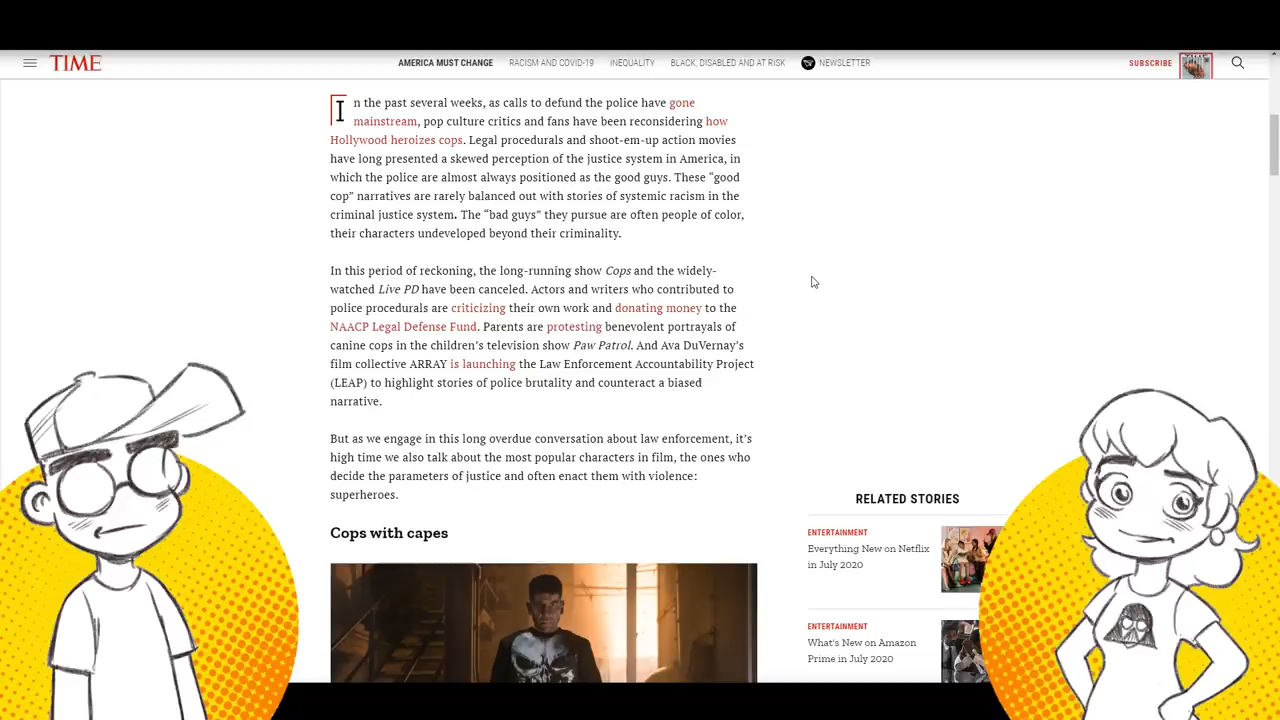 TIME
AMERICA MUST CHANGE
RACISM AND COVID-19
INEQUALITY
BLACK, DISABLED AND AT RISK
NEWSLETTER
SUBSCRIBE
In the past several weeks, as calls to defund the police have gone
mainstream, pop culture critics and fans have been reconsidering how
Hollywood heroizes cops. Legal procedurals and shoot-em-up action movies
have long presented a skewed perception of the justice system in America, in
which the police are almost always positioned as the good guys. These “good
cop” narratives are rarely balanced out with stories of systemic racism in the
criminal justice system. The “bad guys” they pursue are often people of color,
their characters undeveloped beyond their criminality.
In this period of reckoning, the long-running show Cops and the widely-
watched Live PD have been canceled. Actors and writers who contributed to
police procedurals are criticizing their own work and donating money to the
NAACP Legal Defense Fund. Parents are protesting benevolent portrayals of
canine cops in the children’s television show Paw Patrol. And Ava DuVernay’s
film collective ARRAY is launching the Law Enforcement Accountability Project
(LEAP) to highlight stories of police brutality and counteract a biased
narrative.
But as we engage in this long overdue conversation about law enforcement, it’s
high time we also talk about the most popular characters in film, the ones who
decide the parameters of justice and often enact them with violence:
superheroes.
Cops with capes
RELATED STORIES
ENTERTAINMENT
Everything New on Netflix
in July 2020
ENTERTAINMENT
What's New on Amazon
Prime in July 2020